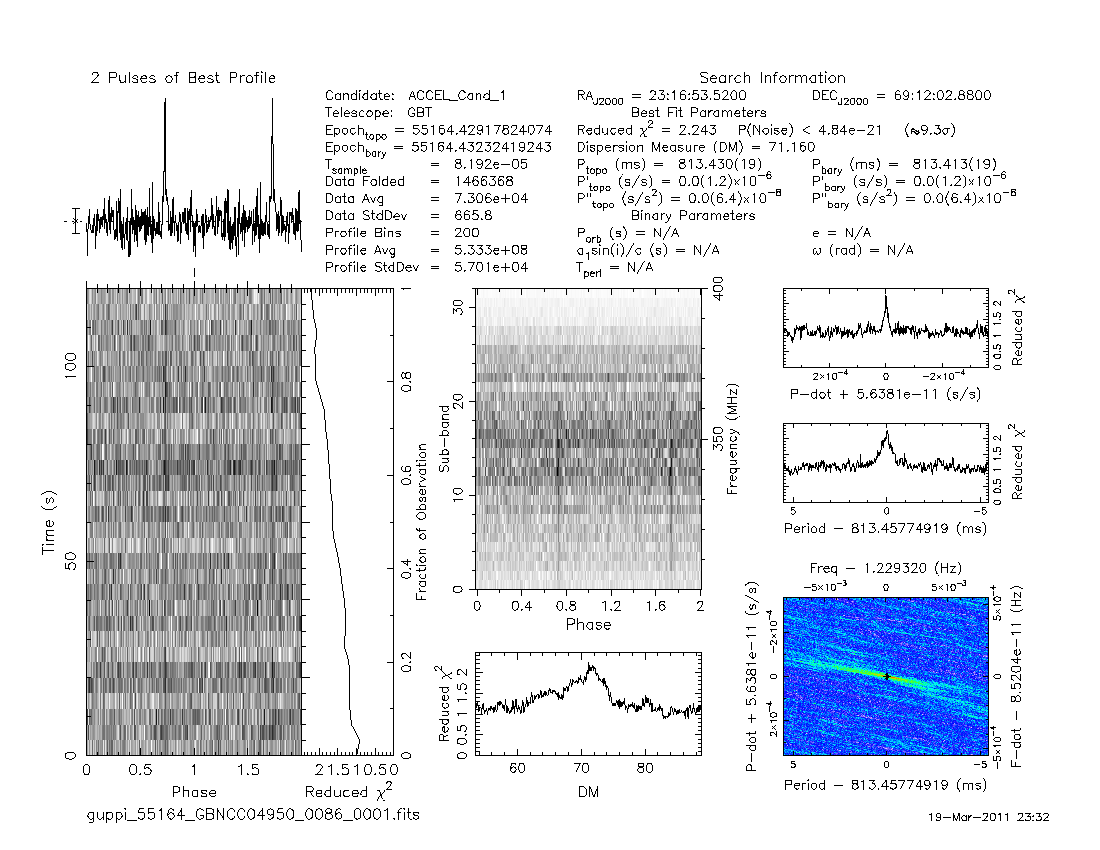 2 Pulses of Best Profile
Search Information
Candidate: ACCEL_Cand_1
RA_J2000 = 23:16:53.5200
DEC_J2000 = 69:12:02.8800
Telescope: GBT
Best Fit Parameters
Epoch_topo = 55164.42917824074
Reduced χ² = 2.243 P(Noise) < 4.84e-21 (≈9.3σ)
Epoch_bary = 55164.43232419243
Dispersion Measure (DM) = 71.160
T_sample = 8.192e-05
P_topo (ms) = 813.430(19)
P_bary (ms) = 813.413(19)
Data Folded = 1466368
P'_topo (s/s) = 0.0(1.2)×10⁻⁶
P'_bary (s/s) = 0.0(1.2)×10⁻⁶
Data Avg = 7.306e+04
P''_topo (s/s²) = 0.0(6.4)×10⁻⁸
P''_bary (s/s²) = 0.0(6.4)×10⁻⁸
Data StdDev = 665.8
Binary Parameters
Profile Bins = 200
P_orb (s) = N/A
e = N/A
Profile Avg = 5.333e+08
a₁sin(i)/c (s) = N/A
ω (rad) = N/A
Profile StdDev = 5.701e+04
T_peri = N/A
Time (s)
0 50 100
0 0.5 1 1.5 2
Phase
2 1.5 1 0.5 0
Reduced χ²
0 0.2 0.4 0.6 0.8 1
Fraction of Observation
Sub-band
0 10 20 30
350 400
Frequency (MHz)
0 0.4 0.8 1.2 1.6 2
Phase
Reduced χ²
0 0.5 1 1.5 2
60 70 80
DM
0 0.5 1 1.5 2
Reduced χ²
2×10⁻⁴ 0 −2×10⁻⁴
P-dot + 5.6381e-11 (s/s)
0 0.5 1 1.5 2
Reduced χ²
5 0 −5
Period - 813.45774919 (ms)
Freq - 1.229320 (Hz)
−5×10⁻³ 0 5×10⁻³
P-dot + 5.6381e-11 (s/s)
−2×10⁻⁴ 0 2×10⁻⁴
5×10⁻⁴ 0 −5×10⁻⁴
F-dot - 8.5204e-11 (Hz)
5 0 −5
Period - 813.45774919 (ms)
guppi_55164_GBNCC04950_0086_0001.fits
19-Mar-2011 23:32